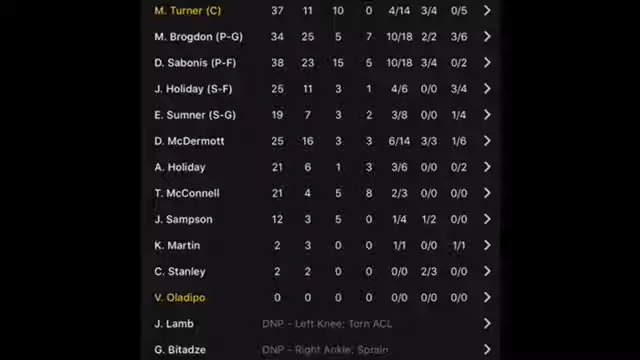 M. Turner (C) 37 11 10 0 4/14 3/4 0/5
M. Brogdon (P-G) 34 25 5 7 10/18 2/2 3/6
D. Sabonis (P-F) 38 23 15 5 10/18 3/4 0/2
J. Holiday (S-F) 25 11 3 1 4/6 0/0 3/4
E. Sumner (S-G) 19 7 3 2 3/8 0/0 1/4
D. McDermott 25 16 3 3 6/14 3/3 1/6
A. Holiday 21 6 1 3 3/6 0/0 0/2
T. McConnell 21 4 5 8 2/3 0/0 0/0
J. Sampson 12 3 5 0 1/4 1/2 0/0
K. Martin 2 3 0 0 1/1 0/0 1/1
C. Stanley 2 2 0 0 0/0 2/3 0/0
V. Oladipo 0 0 0 0 0/0 0/0 0/0
J. Lamb DNP - Left Knee; Torn ACL
G. Bitadze DNP - Right Ankle; Sprain